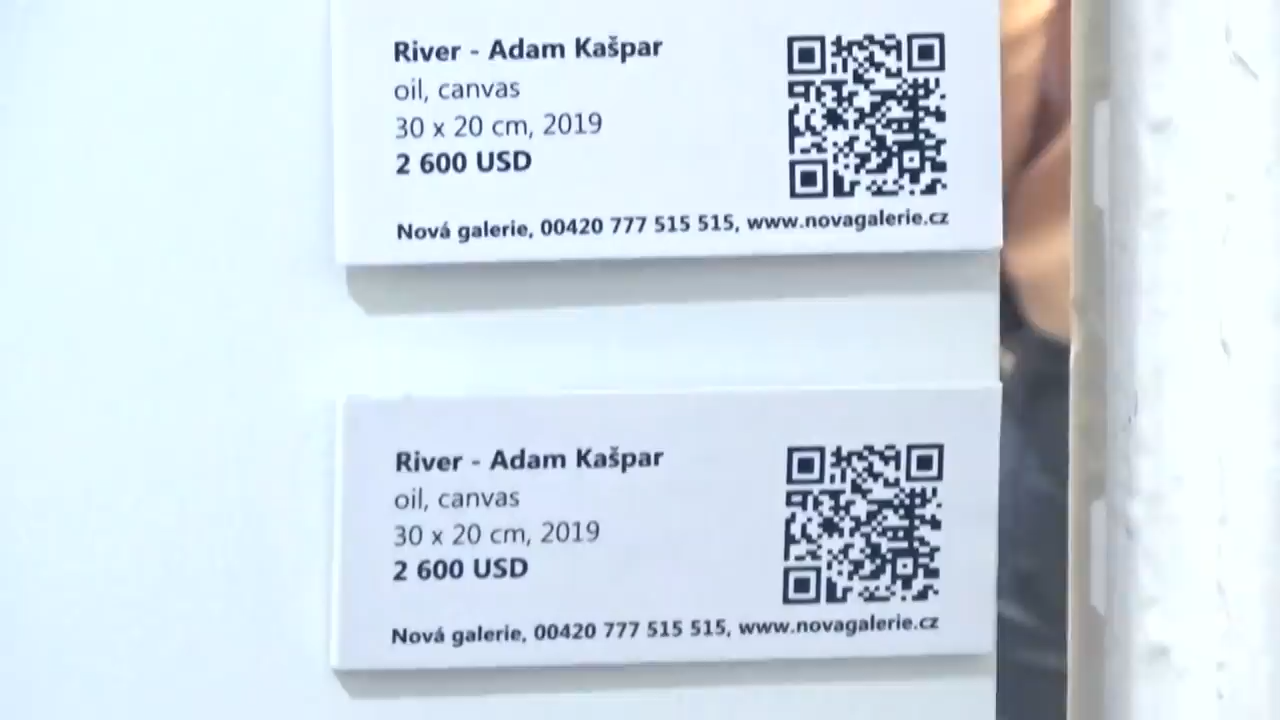 River - Adam Kašpar
oil, canvas
30 x 20 cm, 2019
2 600 USD
Nová galerie, 00420 777 515 515, www.novagalerie.cz
River - Adam Kašpar
oil, canvas
30 x 20 cm, 2019
2 600 USD
Nová galerie, 00420 777 515 515, www.novagalerie.cz